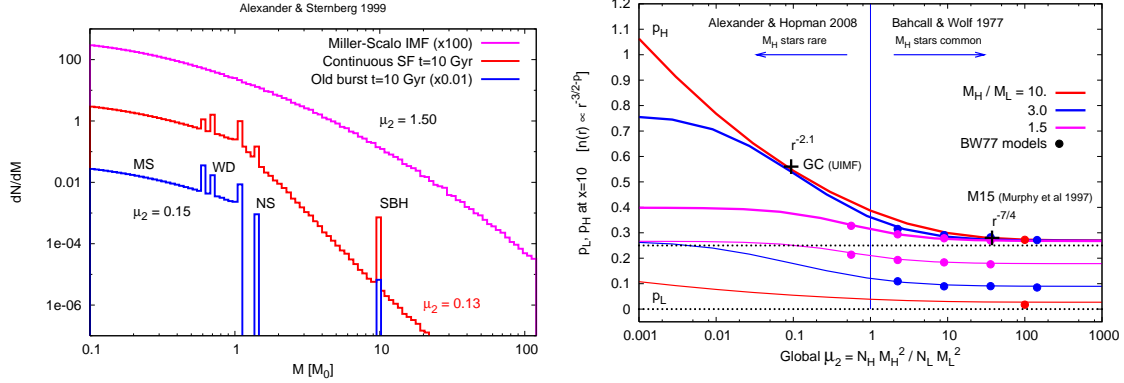 Alexander & Sternberg 1999
Miller-Scalo IMF (x100)
Continuous SF t=10 Gyr
Old burst t=10 Gyr (x0.01)
μ2 = 1.50
MS
WD
NS
SBH
μ2 = 0.15
μ2 = 0.13
dN/dM
100
1
0.01
1e-04
1e-06
0.1
1
10
100
M [M0]
Alexander & Hopman 2008
MH stars rare
Bahcall & Wolf 1977
MH stars common
MH / ML = 10.
3.0
1.5
BW77 models
pH
r-2.1
GC (UIMF)
M15 (Murphy et al 1997)
r-7/4
pL
pL, pH at x=10 [n(r) ∝ r-3/2-p]
1.2
1.1
1
0.9
0.8
0.7
0.6
0.5
0.4
0.3
0.2
0.1
0
0.001
0.01
0.1
1
10
100
1000
Global μ2 = NH MH2 / NL ML2